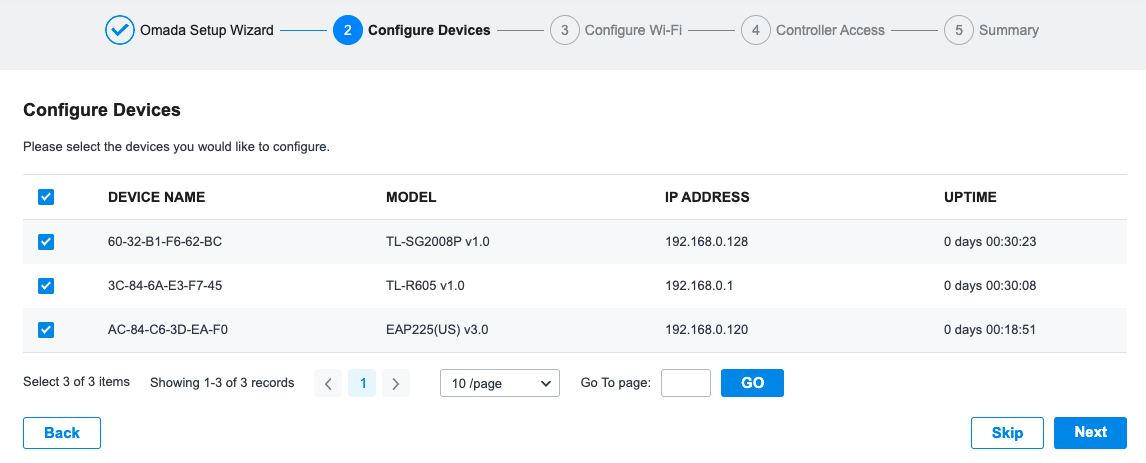 Omada Setup Wizard 2 Configure Devices 3 Configure Wi-Fi 4 Controller Access 5 Summary
Configure Devices
Please select the devices you would like to configure.
DEVICE NAME MODEL IP ADDRESS UPTIME
60-32-B1-F6-62-BC TL-SG2008P v1.0 192.168.0.128 0 days 00:30:23
3C-84-6A-E3-F7-45 TL-R605 v1.0 192.168.0.1 0 days 00:30:08
AC-84-C6-3D-EA-F0 EAP225(US) v3.0 192.168.0.120 0 days 00:18:51
Select 3 of 3 items Showing 1-3 of 3 records 1 10 /page Go To page: GO
Back Skip Next